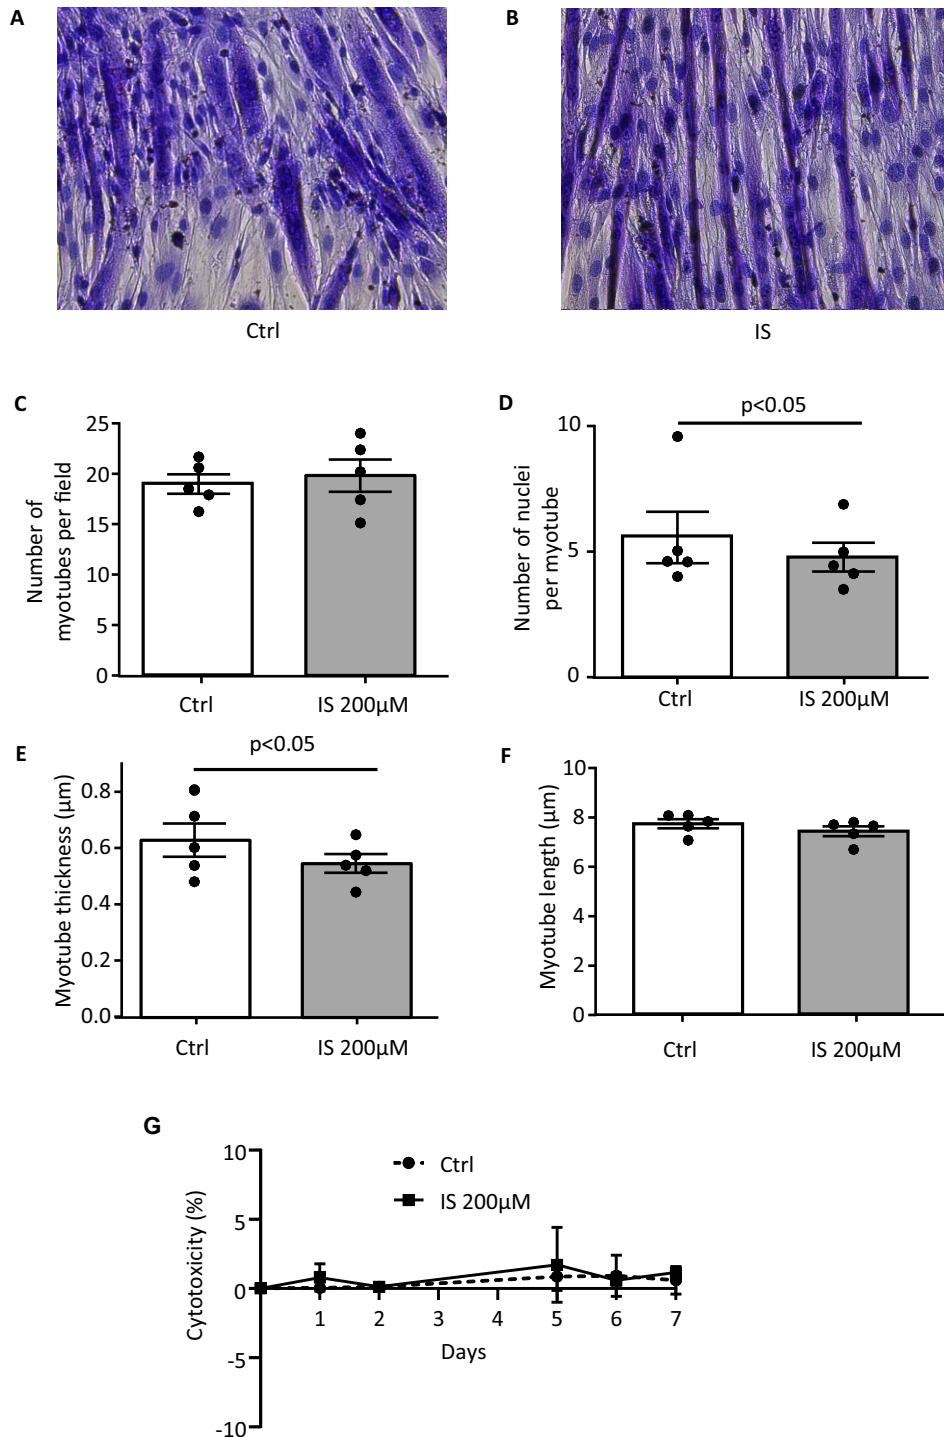 A
B
Ctrl
IS
C
Number of
myotubes per field
25
20
15
10
5
0
Ctrl
IS 200µM
D
p<0.05
Number of nuclei
per myotube
10
5
0
Ctrl
IS 200µM
E
p<0.05
Myotube thickness (µm)
0.8
0.6
0.4
0.2
0.0
Ctrl
IS 200µM
F
Myotube length (µm)
10
8
6
4
2
0
Ctrl
IS 200µM
G
Cytotoxicity (%)
10
5
0
-5
-10
Ctrl
IS 200µM
1 2 3 4 5 6 7
Days